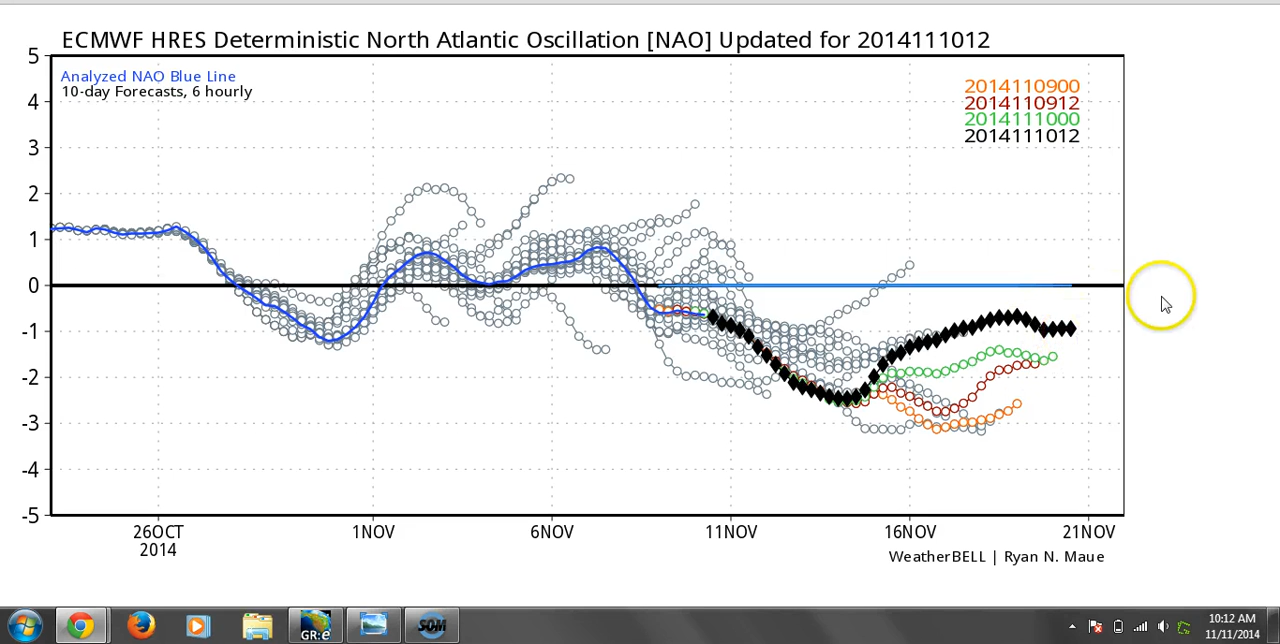 ECMWF HRES Deterministic North Atlantic Oscillation [NAO] Updated for 2014111012
5
Analyzed NAO Blue Line
10-day Forecasts, 6 hourly
2014110900
2014110912
2014111000
2014111012
4
3
2
1
0
-1
-2
-3
-4
-5
26OCT 1NOV 6NOV 11NOV 16NOV 21NOV
2014
WeatherBELL | Ryan N. Maue
GR:e
SOM
10:12 AM
11/11/2014